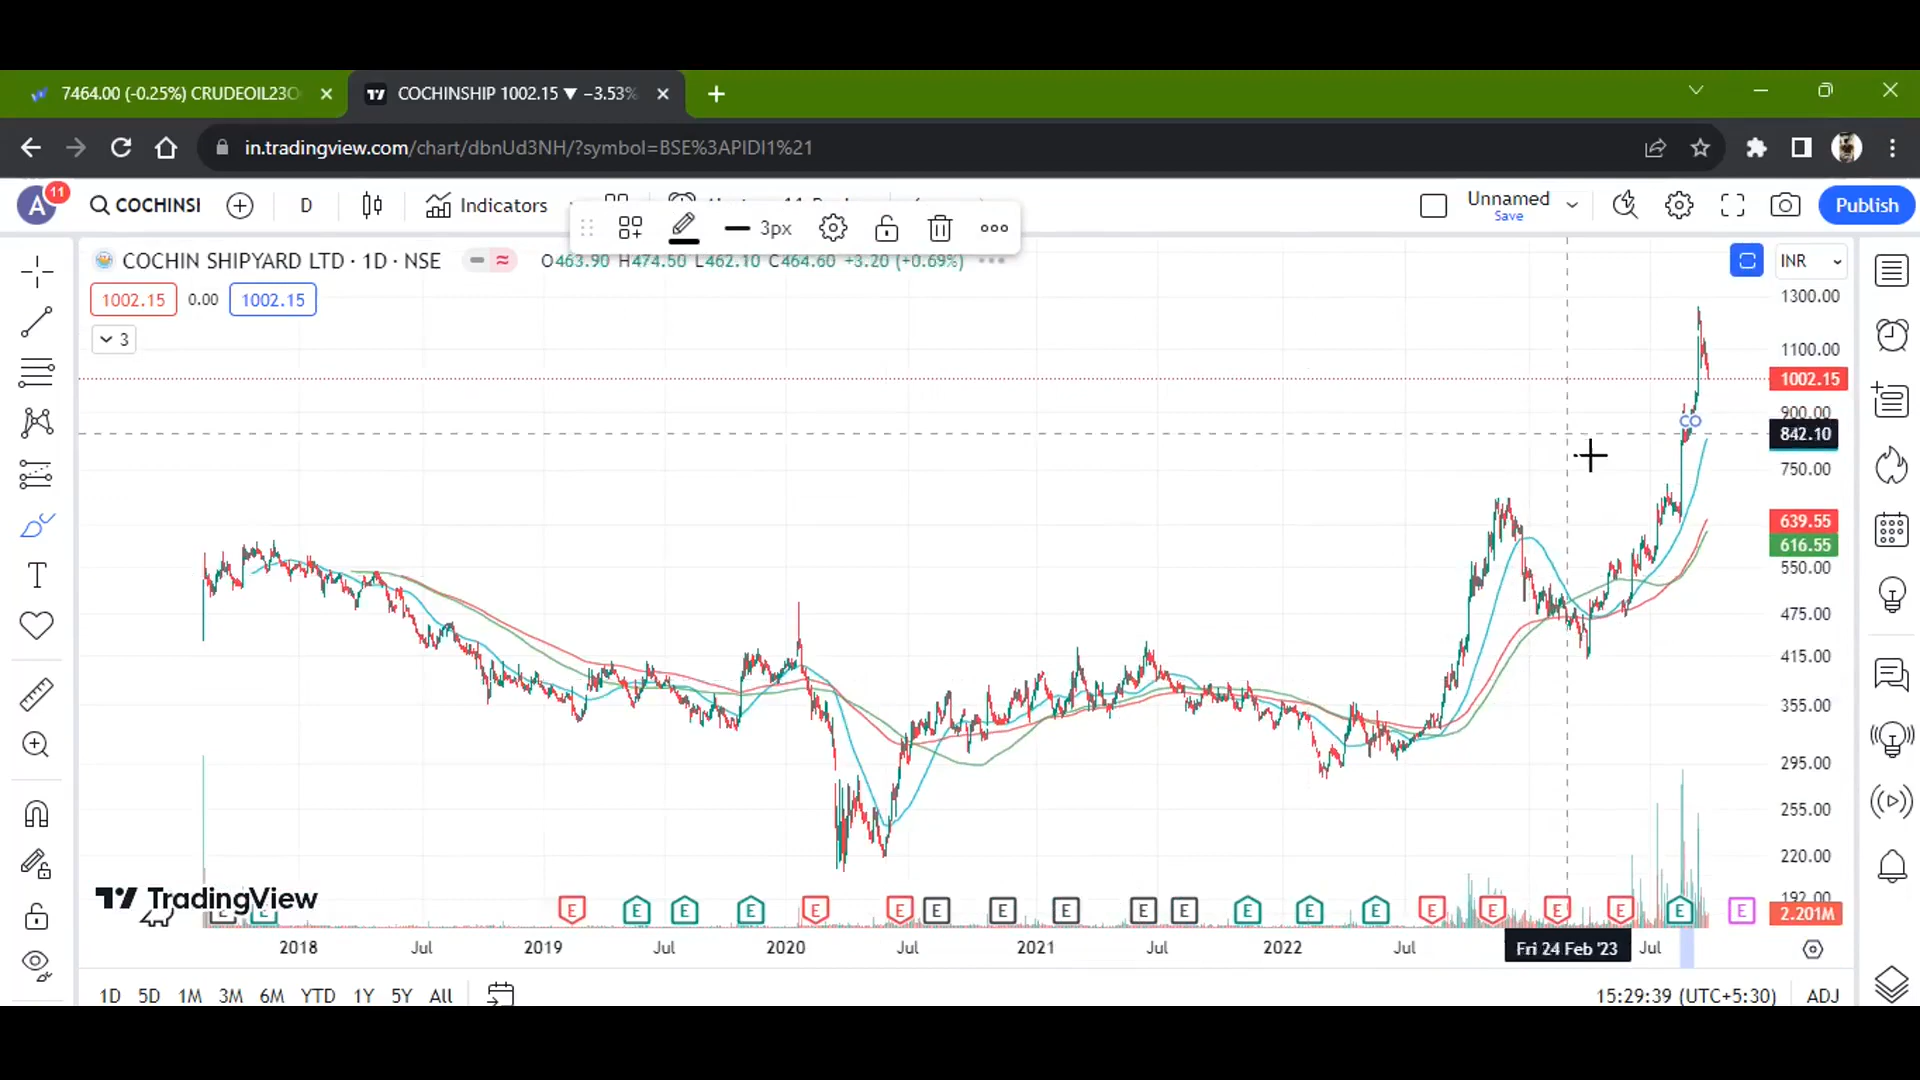 7464.00 (-0.25%) CRUDEOIL23O
COCHINSHIP 1002.15 ▼ −3.53%
in.tradingview.com/chart/dbnUd3NH/?symbol=BSE%3APIDI1%21
A
11
COCHINSI
D
Indicators
Unnamed
Save
Publish
3px
COCHIN SHIPYARD LTD · 1D · NSE
O463.90 H474.50 L462.10 C464.60 +3.20 (+0.69%)
INR
1002.15
0.00
1002.15
3
1300.00
1100.00
1002.15
900.00
842.10
750.00
639.55
616.55
550.00
475.00
415.00
355.00
295.00
255.00
220.00
192.00
2.201M
TradingView
E E E E E E E E E E E E E E E E E E E E E E
2018 Jul 2019 Jul 2020 Jul 2021 Jul 2022 Jul Fri 24 Feb '23 Jul
1D 5D 1M 3M 6M YTD 1Y 5Y All
15:29:39 (UTC+5:30) ADJ